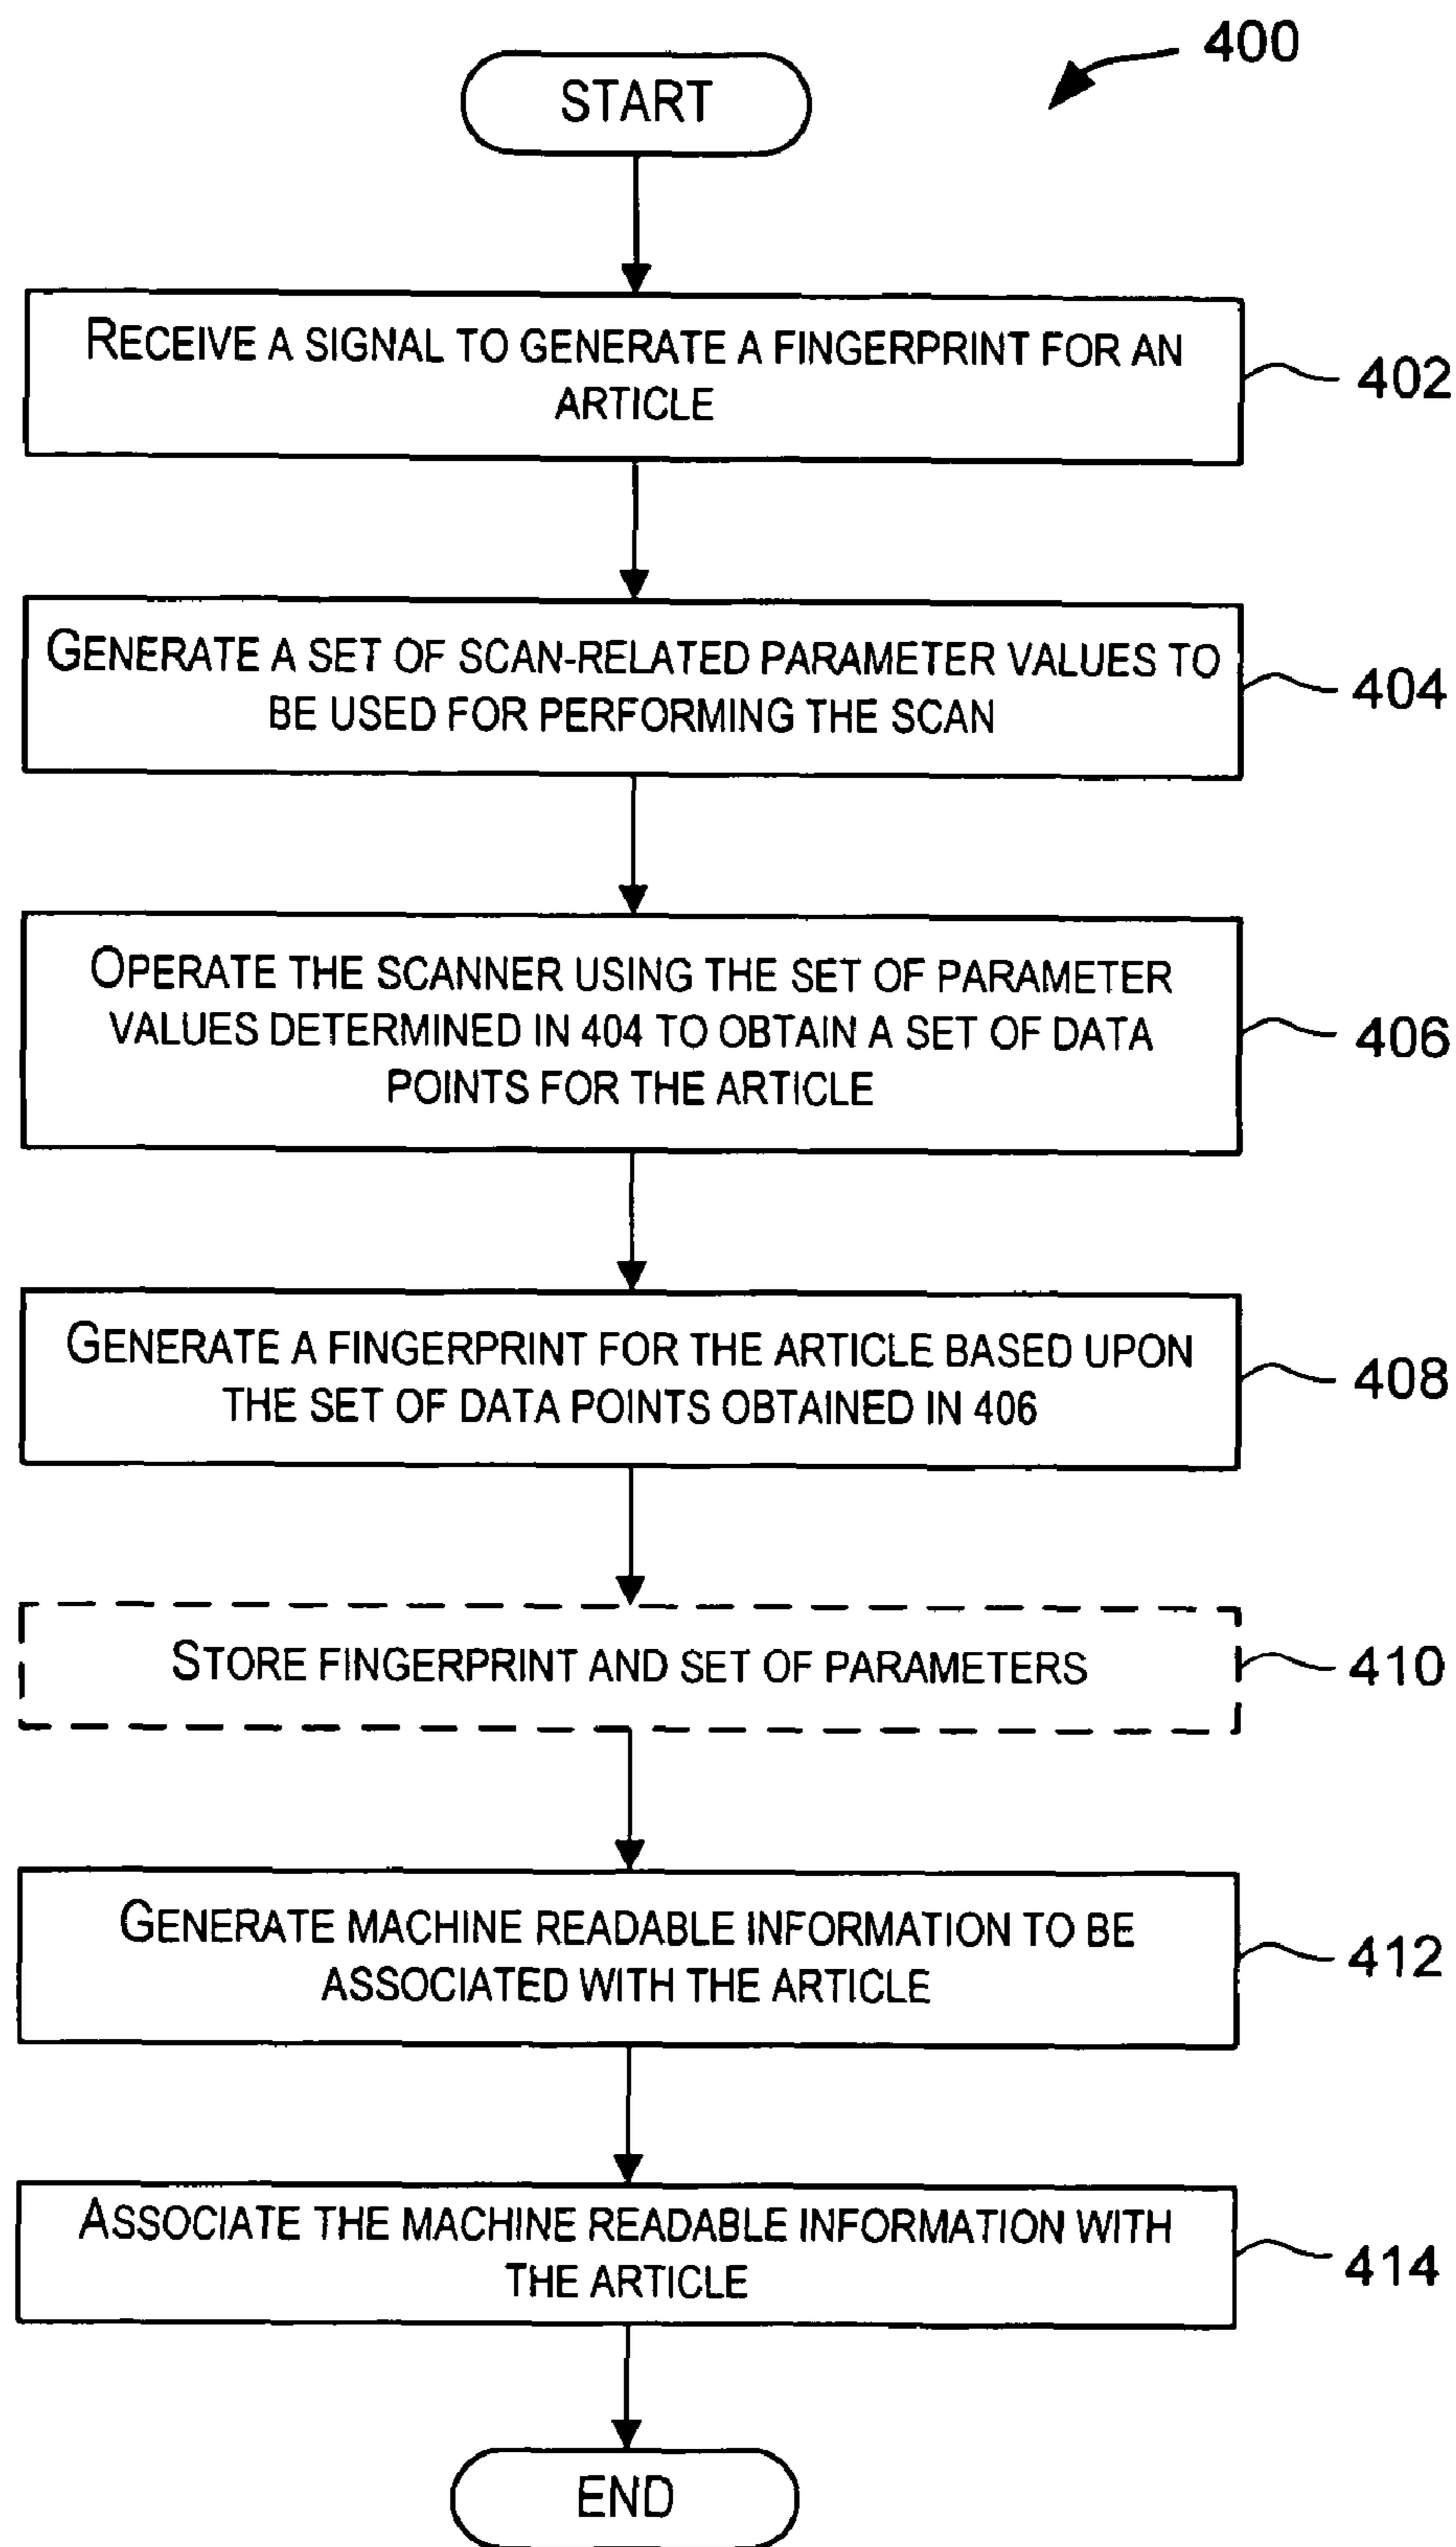 400
START
RECEIVE A SIGNAL TO GENERATE A FINGERPRINT FOR AN
ARTICLE
402
GENERATE A SET OF SCAN-RELATED PARAMETER VALUES TO
BE USED FOR PERFORMING THE SCAN
404
OPERATE THE SCANNER USING THE SET OF PARAMETER
VALUES DETERMINED IN 404 TO OBTAIN A SET OF DATA
POINTS FOR THE ARTICLE
406
GENERATE A FINGERPRINT FOR THE ARTICLE BASED UPON
THE SET OF DATA POINTS OBTAINED IN 406
408
STORE FINGERPRINT AND SET OF PARAMETERS
410
GENERATE MACHINE READABLE INFORMATION TO BE
ASSOCIATED WITH THE ARTICLE
412
ASSOCIATE THE MACHINE READABLE INFORMATION WITH
THE ARTICLE
414
END